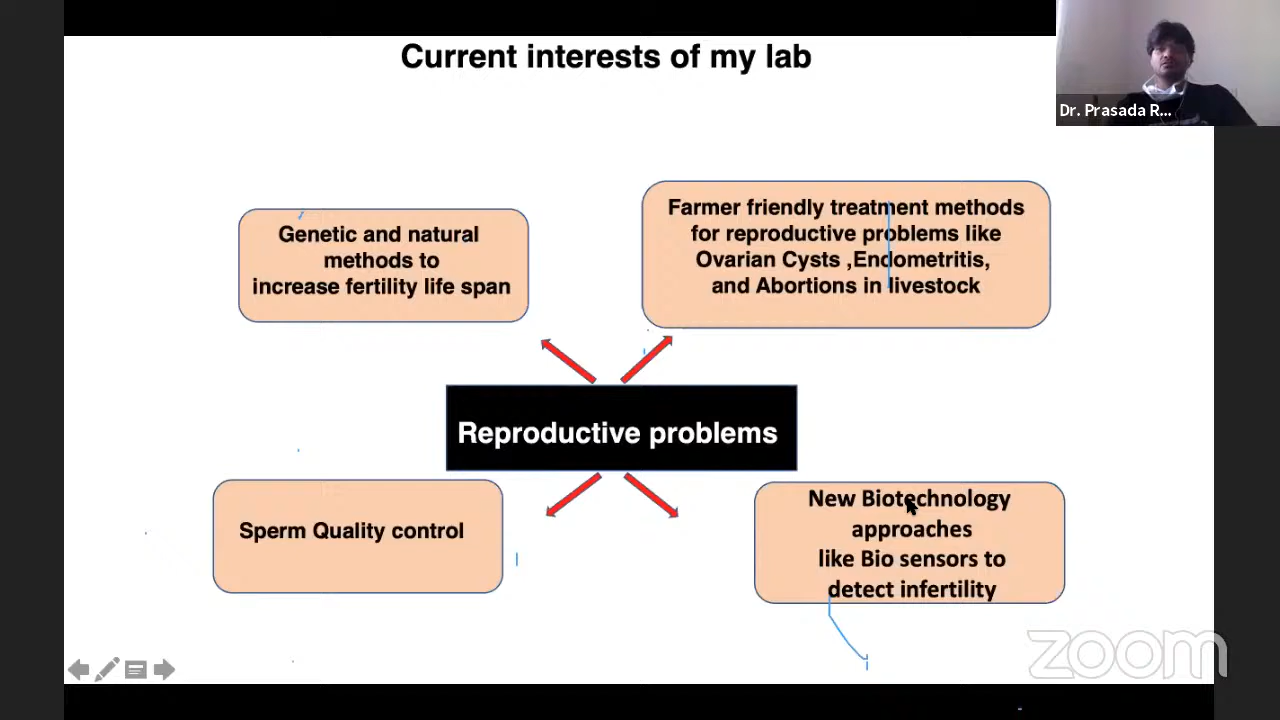 Current interests of my lab
Dr. Prasada R...
Genetic and natural
methods to
increase fertility life span
Farmer friendly treatment methods
for reproductive problems like
Ovarian Cysts ,Endometritis,
and Abortions in livestock
Reproductive problems
Sperm Quality control
New Biotechnology
approaches
like Bio sensors to
detect infertility
zoom